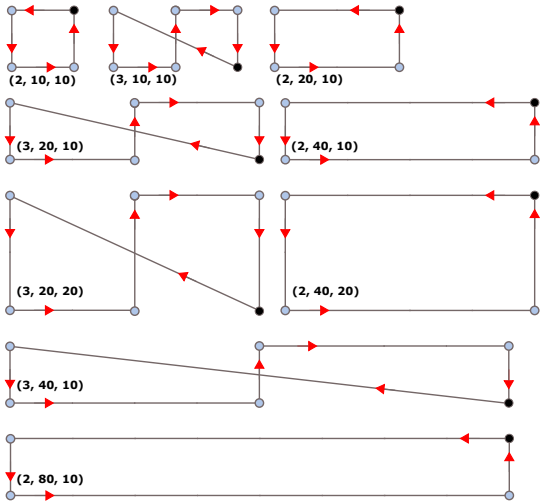 (2, 10, 10)
(3, 10, 10)
(2, 20, 10)
(3, 20, 10)
(2, 40, 10)
(3, 20, 20)
(2, 40, 20)
(3, 40, 10)
(2, 80, 10)